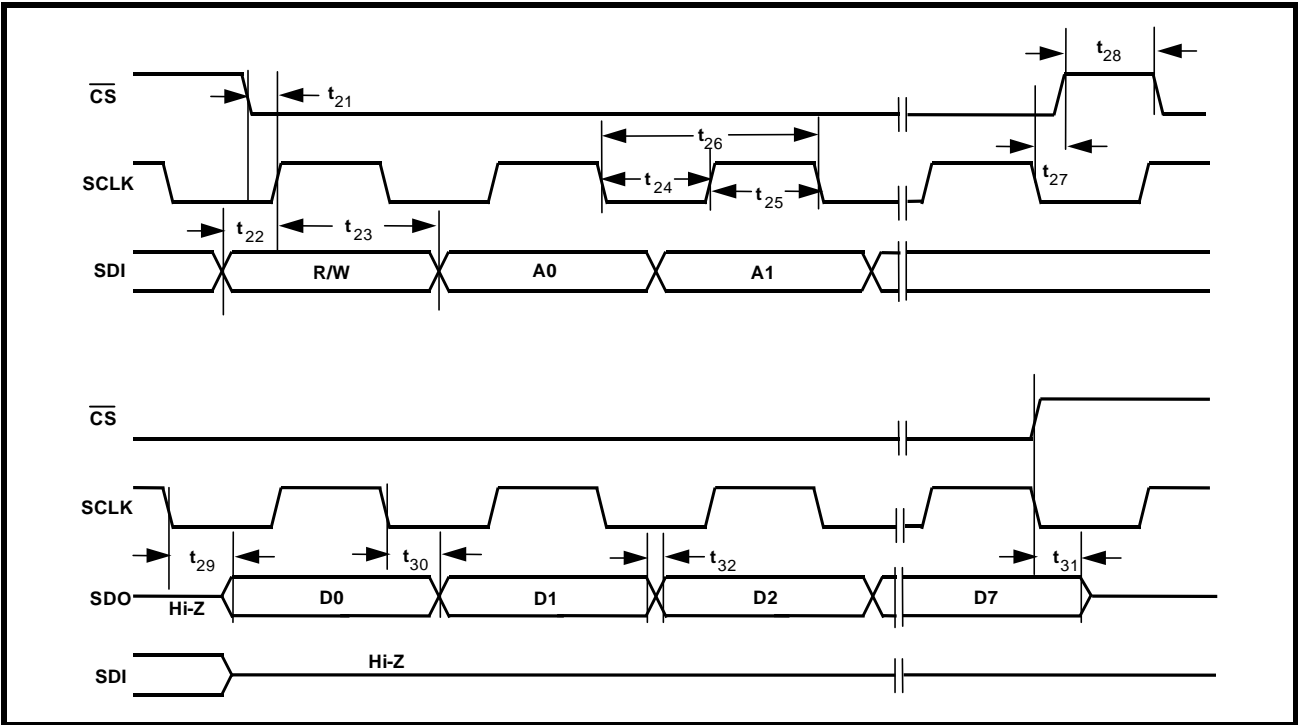 t28
CS
t21
t26
SCLK
t24
t25
t27
t22
t23
SDI
R/W
A0
A1
CS
SCLK
t29
t30
t32
t31
SDO
Hi-Z
D0
D1
D2
D7
SDI
Hi-Z